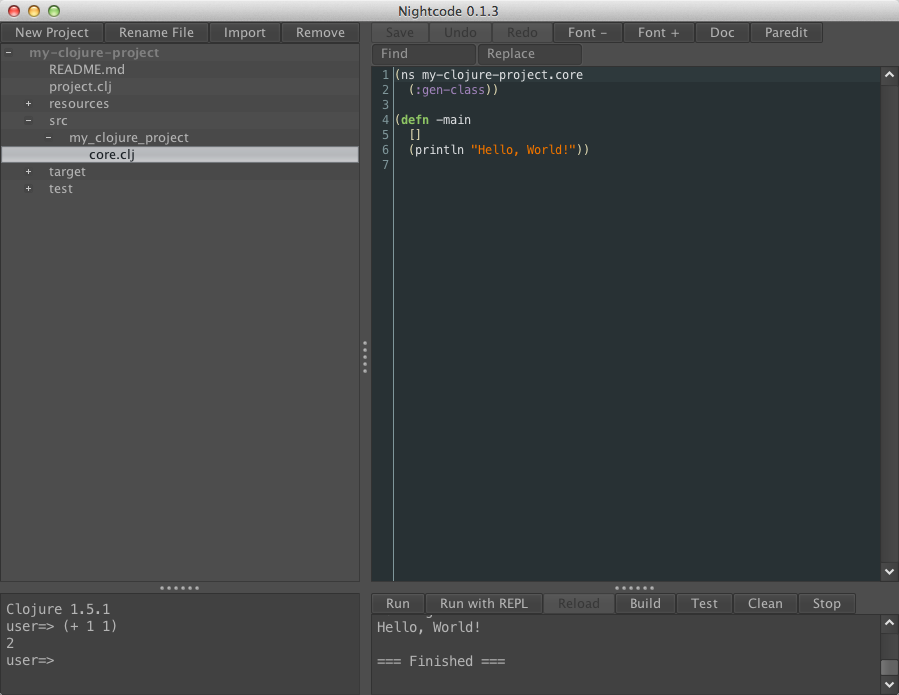 Nightcode 0.1.3
New Project Rename File Import Remove
- my-clojure-project
README.md
project.clj
+ resources
- src
- my_clojure_project
core.clj
+ target
+ test
Save Undo Redo Font - Font + Doc Paredit
Find Replace
1 (ns my-clojure-project.core
2 (:gen-class))
3
4 (defn -main
5 []
6 (println "Hello, World!"))
7
Clojure 1.5.1
user=> (+ 1 1)
2
user=>
Run Run with REPL Reload Build Test Clean Stop
Hello, World!
=== Finished ===